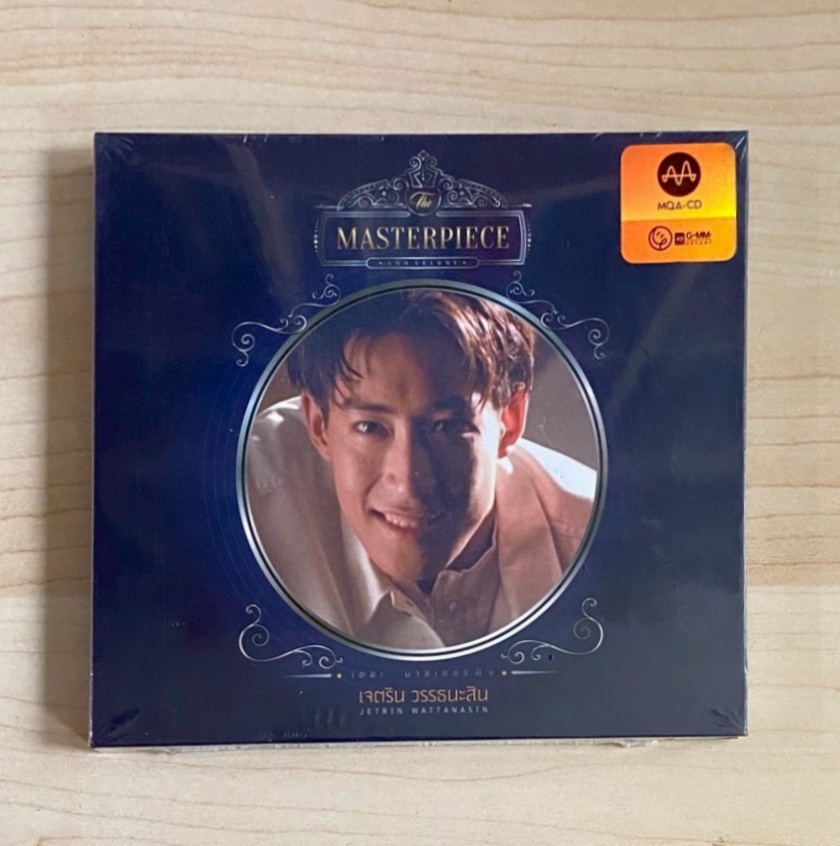 The
MASTERPIECE
MQA-CD
GMM
เดอะ มาสเตอร์พีซ
เจตริน วรรธนะสิน
JETRIN WATTANASIN